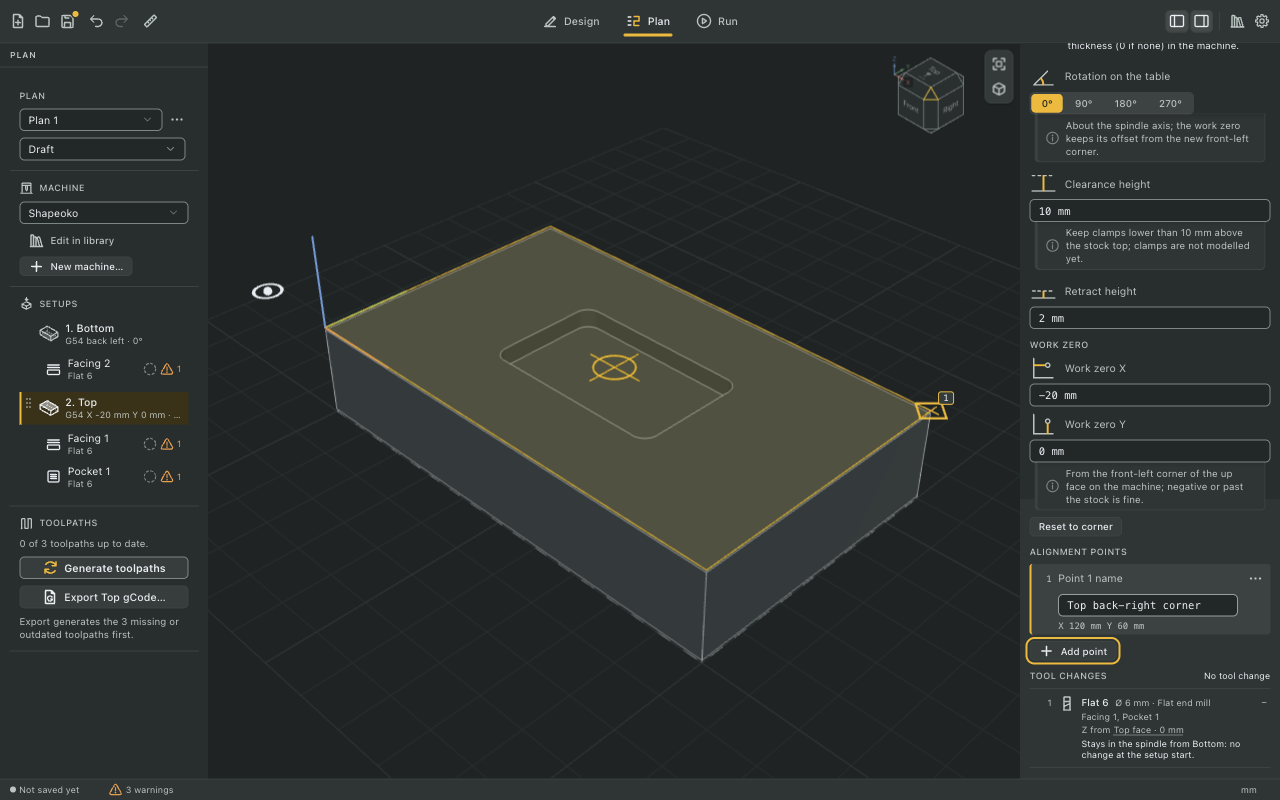 Design
Plan
Run
PLAN
PLAN
Plan 1
Draft
MACHINE
Shapeoko
Edit in library
New machine...
SETUPS
1. Bottom
G54 back left · 0°
Facing 2
Flat 6
1
2. Top
G54 X -20 mm Y 0 mm · ...
Facing 1
Flat 6
1
Pocket 1
Flat 6
1
TOOLPATHS
0 of 3 toolpaths up to date.
Generate toolpaths
Export Top gCode...
Export generates the 3 missing or
outdated toolpaths first.
Not saved yet
3 warnings
Top
Front
Right
1
thickness (0 if none) in the machine.
Rotation on the table
0° 90° 180° 270°
About the spindle axis; the work zero
keeps its offset from the new front-left
corner.
Clearance height
10 mm
Keep clamps lower than 10 mm above
the stock top; clamps are not modelled
yet.
Retract height
2 mm
WORK ZERO
Work zero X
−20 mm
Work zero Y
0 mm
From the front-left corner of the up
face on the machine; negative or past
the stock is fine.
Reset to corner
ALIGNMENT POINTS
1 Point 1 name
Top back-right corner
X 120 mm Y 60 mm
Add point
TOOL CHANGES
No tool change
1 Flat 6 Ø 6 mm · Flat end mill –
Facing 1, Pocket 1
Z from Top face · 0 mm
Stays in the spindle from Bottom: no
change at the setup start.
mm